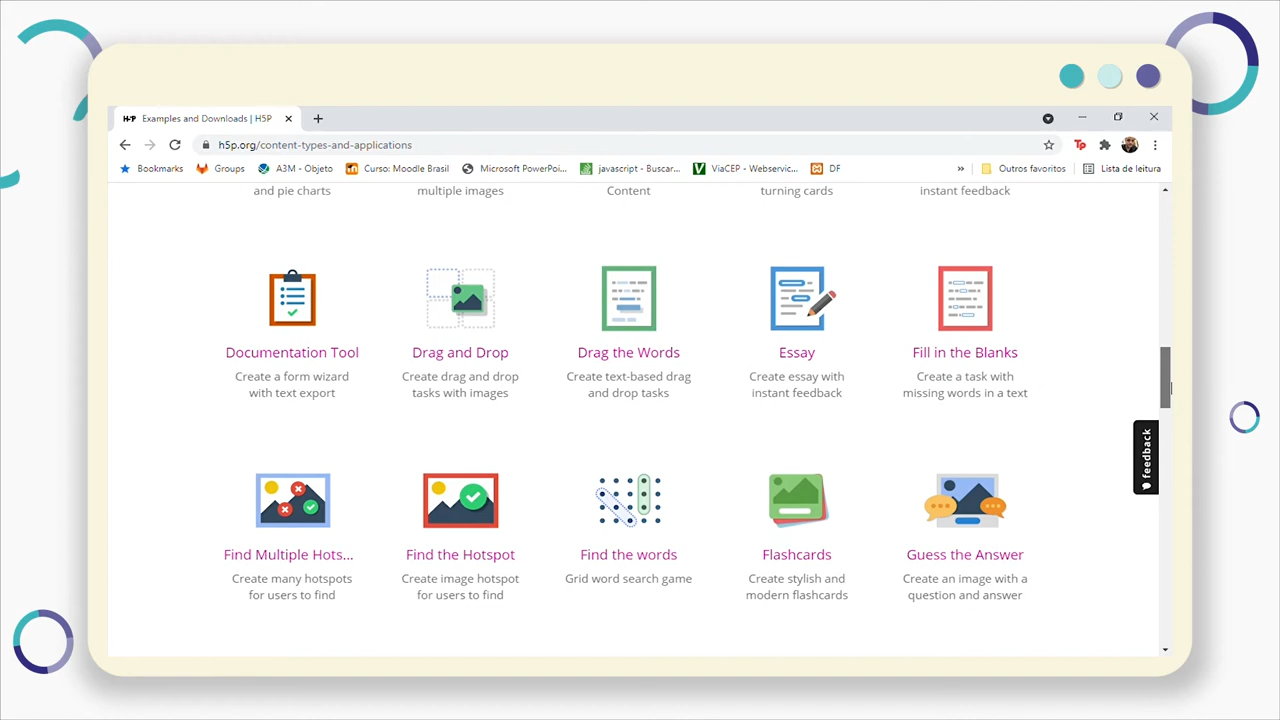 H-P Examples and Downloads | H5P
h5p.org/content-types-and-applications
Bookmarks Groups A3M - Objeto Curso: Moodle Brasil Microsoft PowerPoi... javascript - Buscar... ViaCEP - Webservic... DF » Outros favoritos Lista de leitura
and pie charts multiple images Content turning cards instant feedback
Documentation Tool Drag and Drop Drag the Words Essay Fill in the Blanks
Create a form wizard Create drag and drop Create text-based drag Create essay with Create a task with
with text export tasks with images and drop tasks instant feedback missing words in a text
feedback
Find Multiple Hots... Find the Hotspot Find the words Flashcards Guess the Answer
Create many hotspots Create image hotspot Grid word search game Create stylish and Create an image with a
for users to find for users to find modern flashcards question and answer